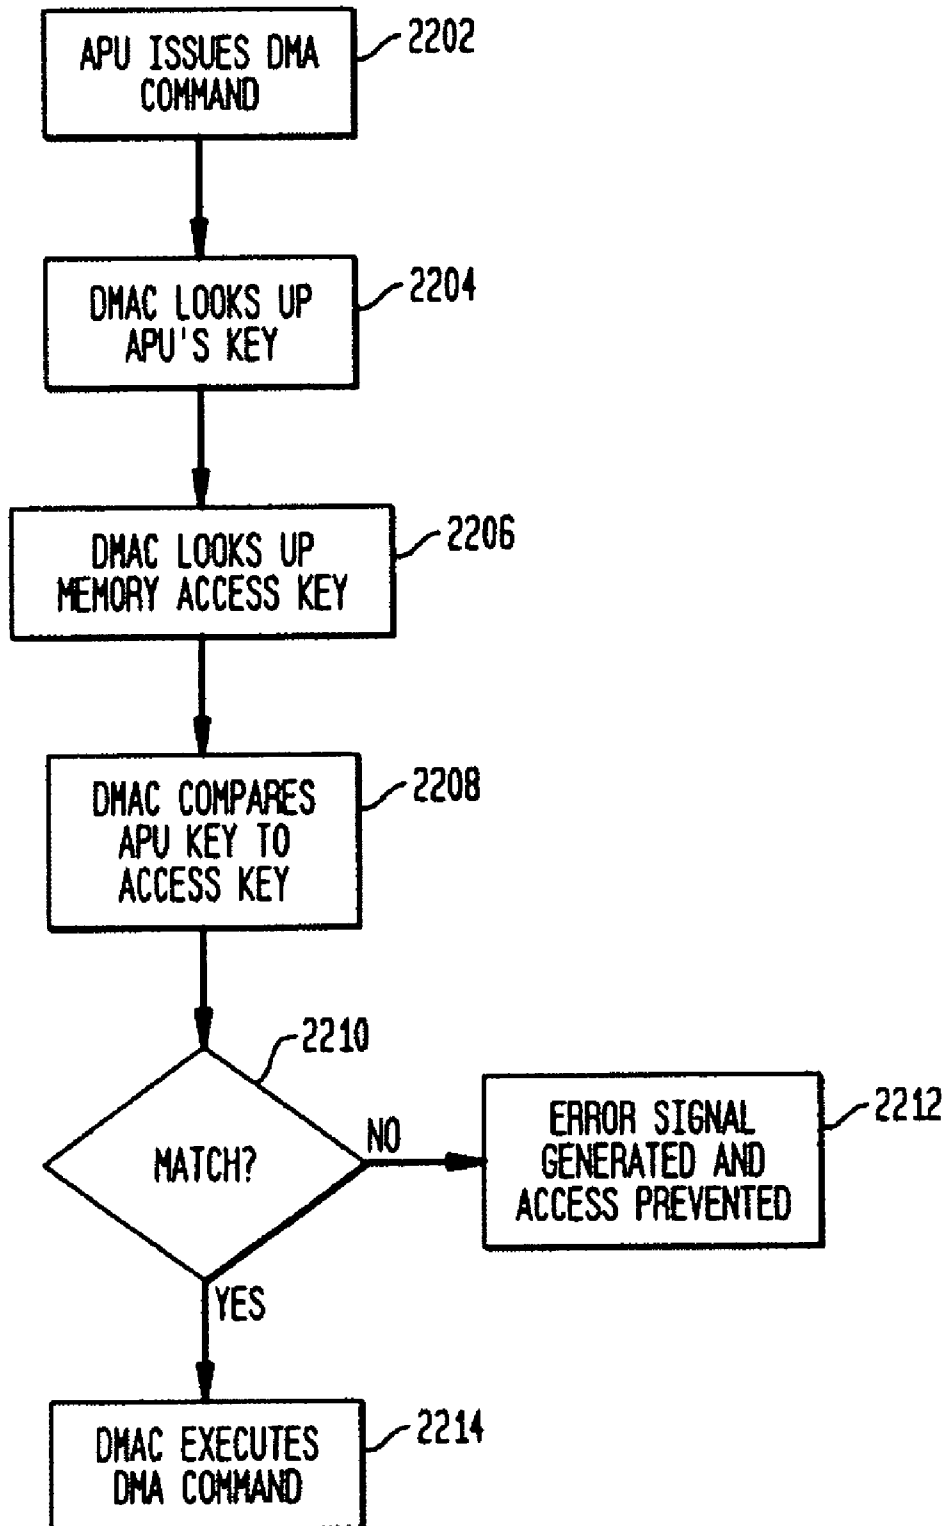 APU ISSUES DMA
COMMAND
2202
DMAC LOOKS UP
APU'S KEY
2204
DMAC LOOKS UP
MEMORY ACCESS KEY
2206
DMAC COMPARES
APU KEY TO
ACCESS KEY
2208
2210
MATCH?
NO
ERROR SIGNAL
GENERATED AND
ACCESS PREVENTED
2212
YES
DMAC EXECUTES
DMA COMMAND
2214